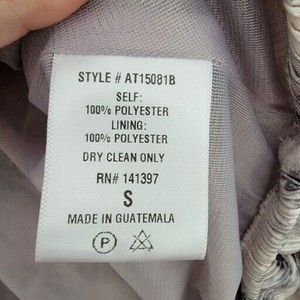 STYLE # AT15081B
SELF:
100% POLYESTER
LINING:
100% POLYESTER
DRY CLEAN ONLY
RN# 141397
S
MADE IN GUATEMALA
P